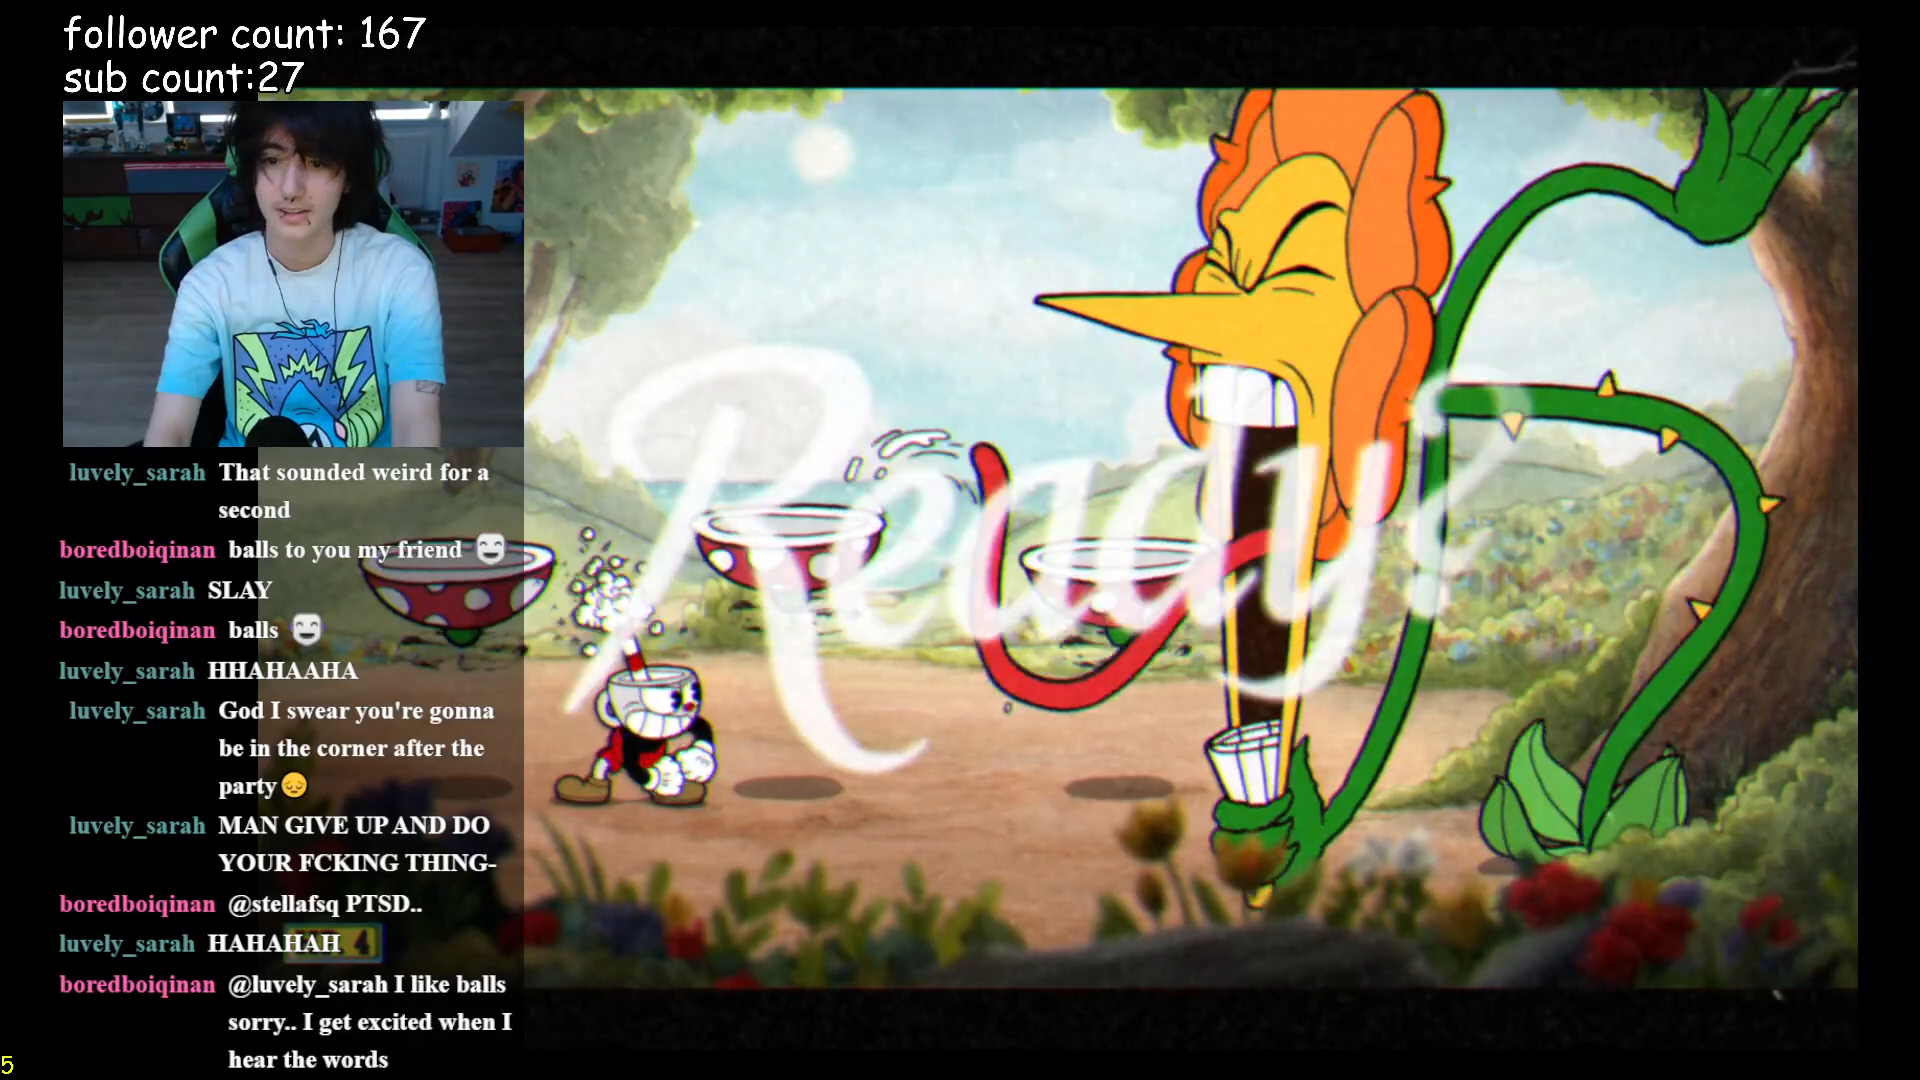 follower count: 167
sub count:27
Ready?
luvely_sarah That sounded weird for a
second
boredboiqinan balls to you my friend
luvely_sarah SLAY
boredboiqinan balls
luvely_sarah HHAHAAHA
luvely_sarah God I swear you're gonna
be in the corner after the
party
luvely_sarah MAN GIVE UP AND DO
YOUR FCKING THING-
boredboiqinan @stellafsq PTSD..
luvely_sarah HAHAHAH
4
boredboiqinan @luvely_sarah I like balls
sorry.. I get excited when I
hear the words
5